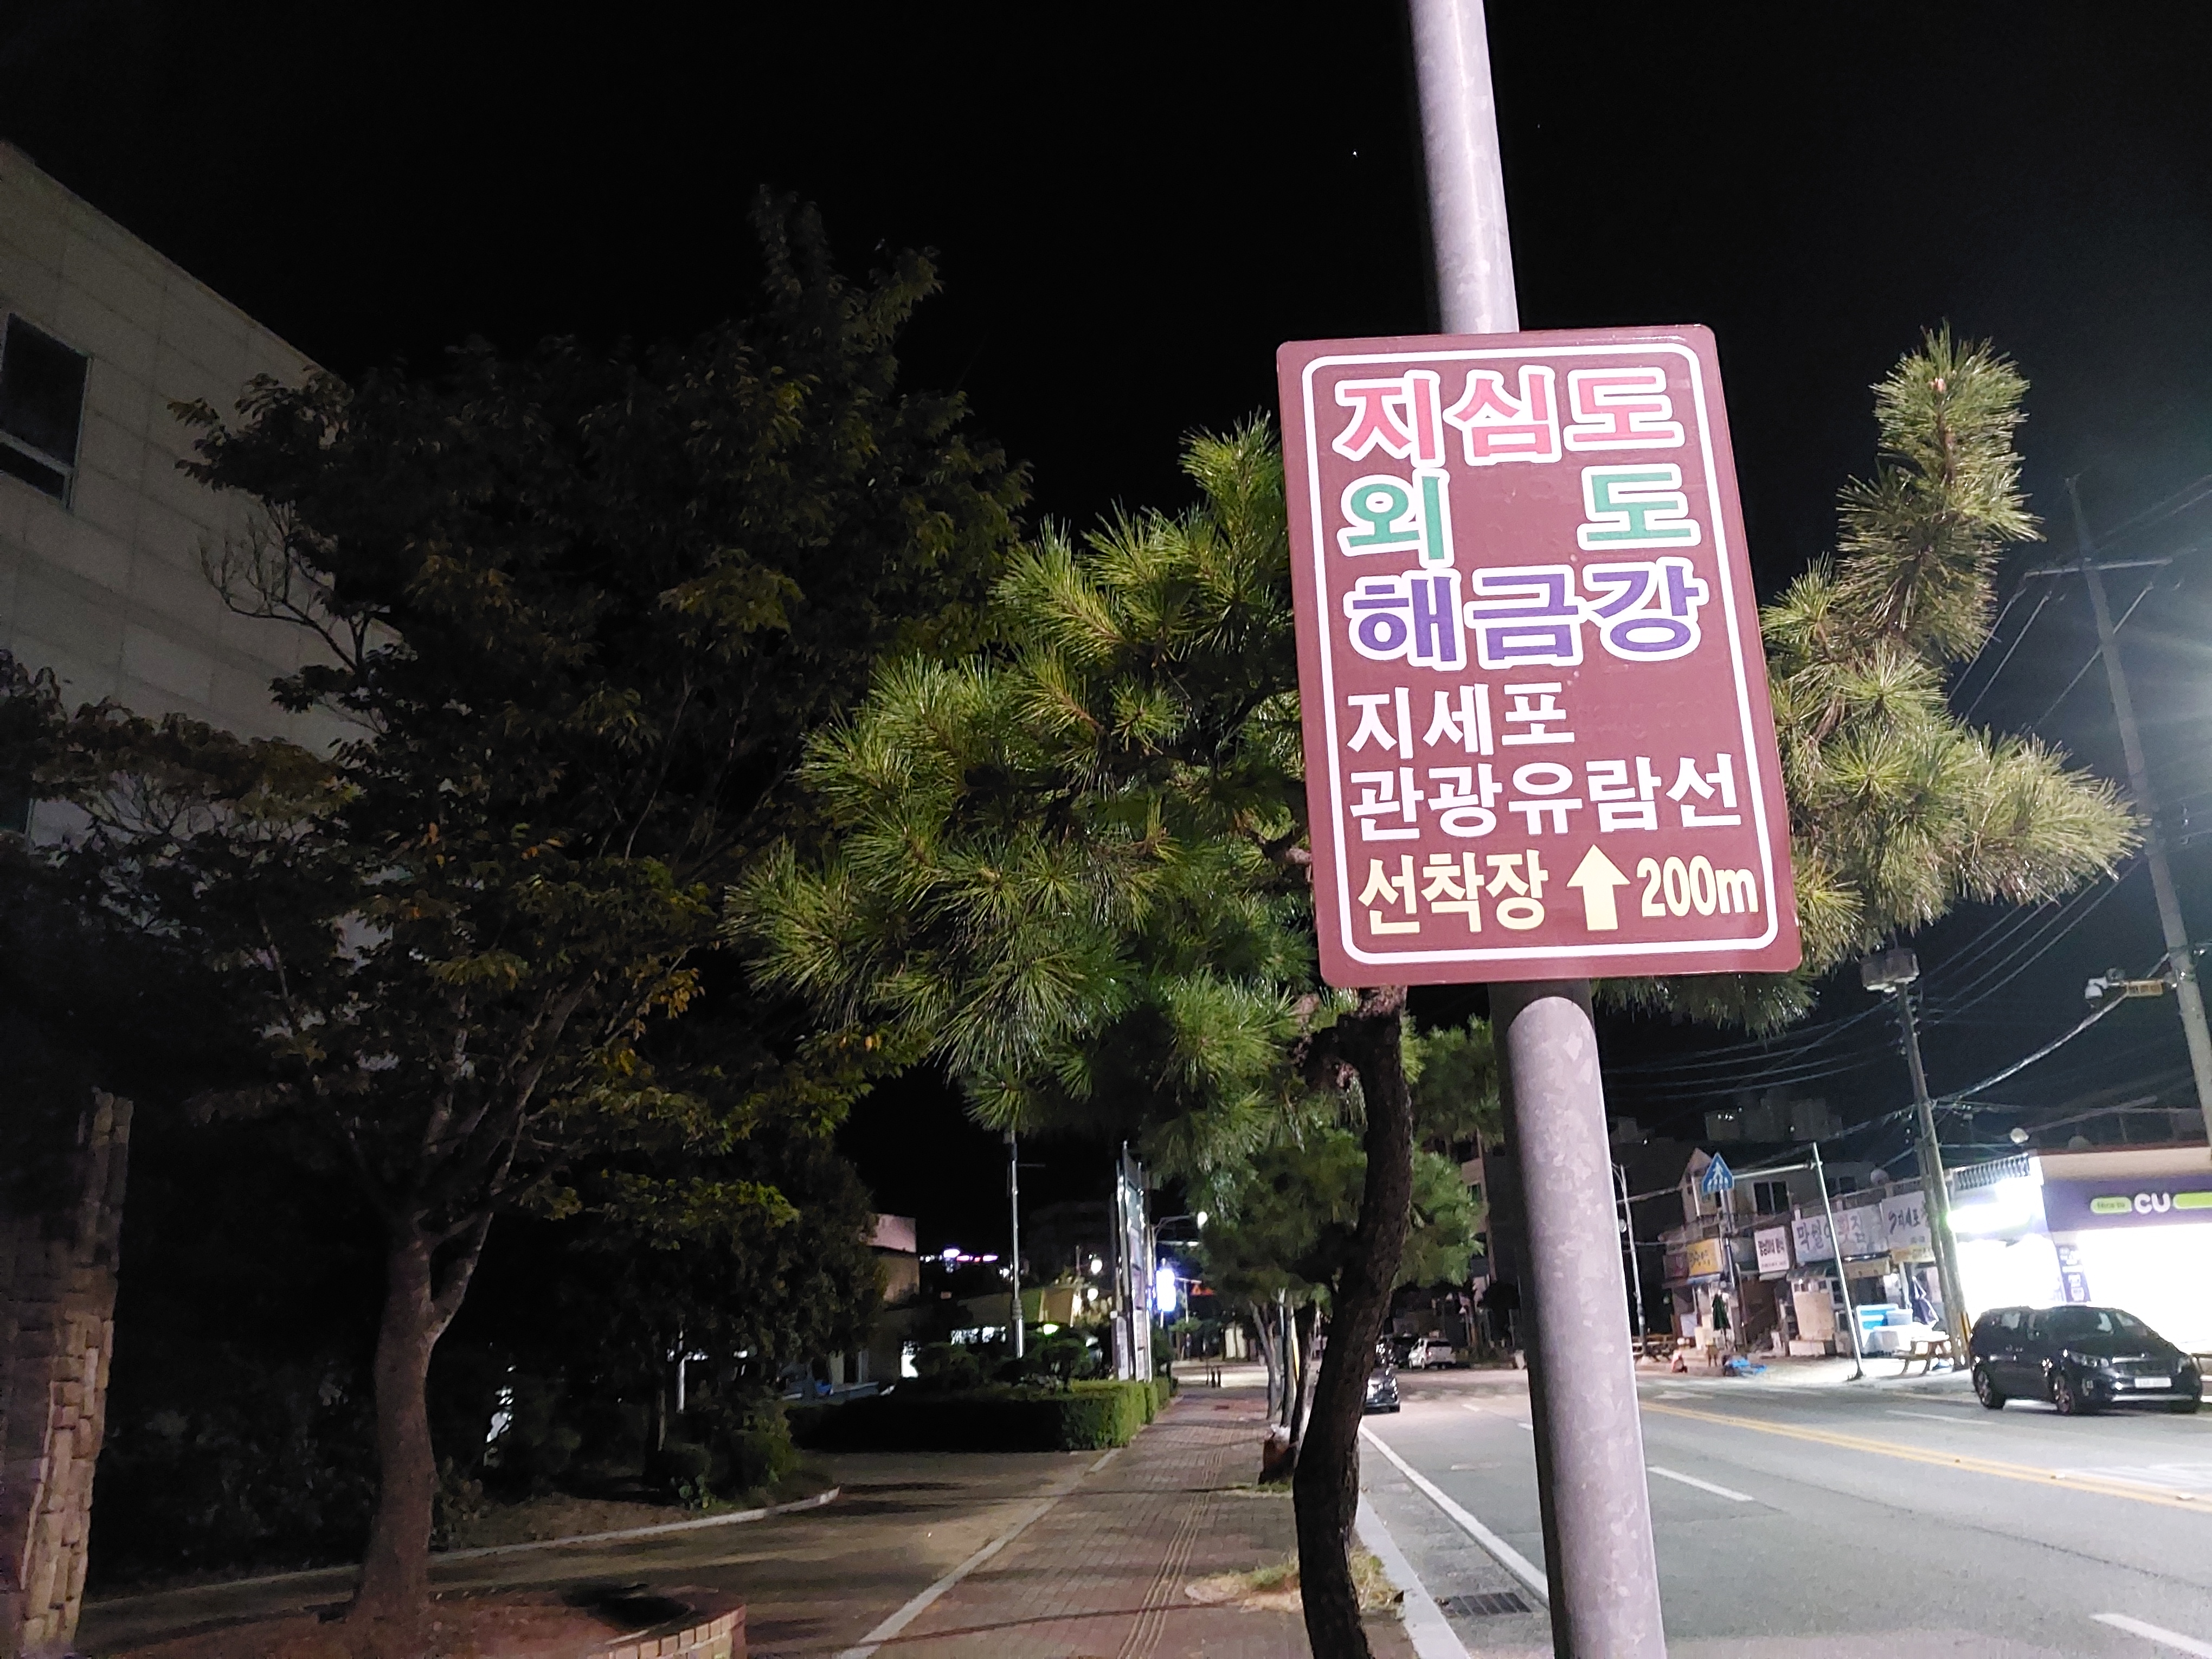 지심도
외 도
해금강
지세포
관광유람선
선착장 ↑ 200m
CU